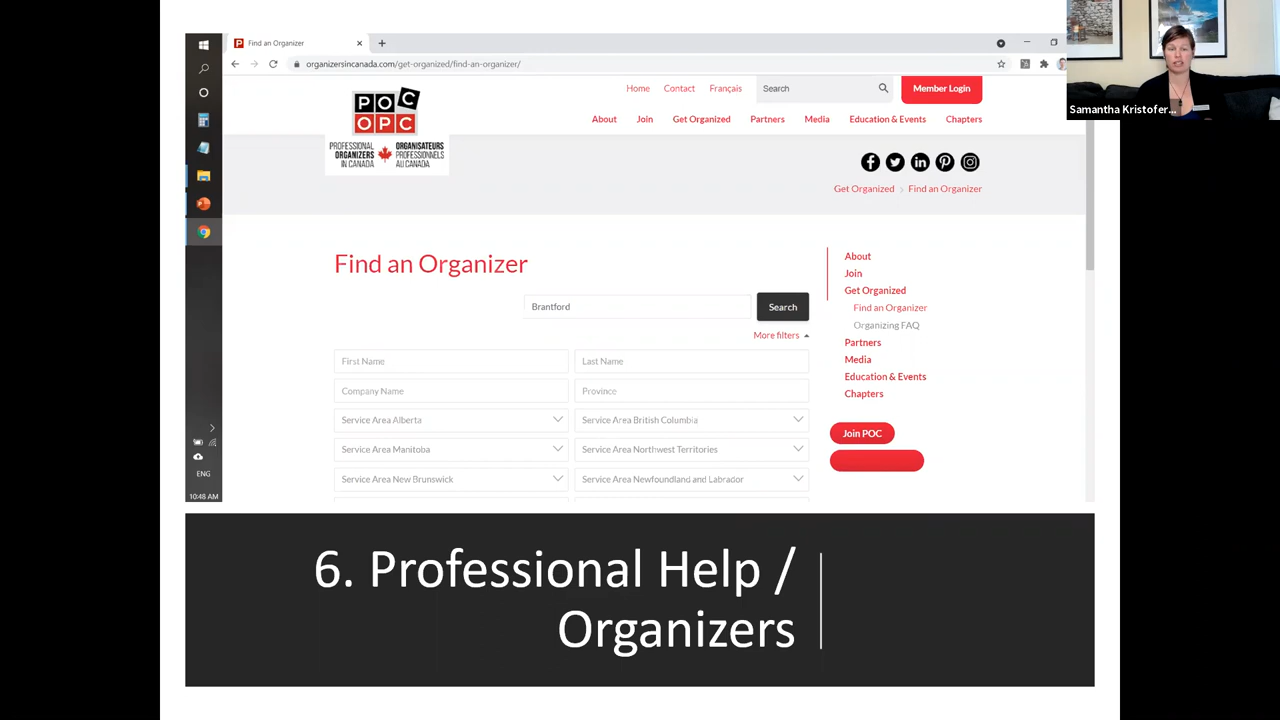 Find an Organizer
organizersincanada.com/get-organized/find-an-organizer/
Samantha Kristofer...
Home Contact Français Search Member Login
POC
OPC
PROFESSIONAL ORGANIZERS IN CANADA
ORGANISATEURS PROFESSIONNELS AU CANADA
About Join Get Organized Partners Media Education & Events Chapters
Get Organized > Find an Organizer
Find an Organizer
Brantford Search
More filters
First Name Last Name
Company Name Province
Service Area Alberta Service Area British Columbia
Service Area Manitoba Service Area Northwest Territories
Service Area New Brunswick Service Area Newfoundland and Labrador
About
Join
Get Organized
Find an Organizer
Organizing FAQ
Partners
Media
Education & Events
Chapters
Join POC
ENG
10:48 AM
6. Professional Help /
Organizers